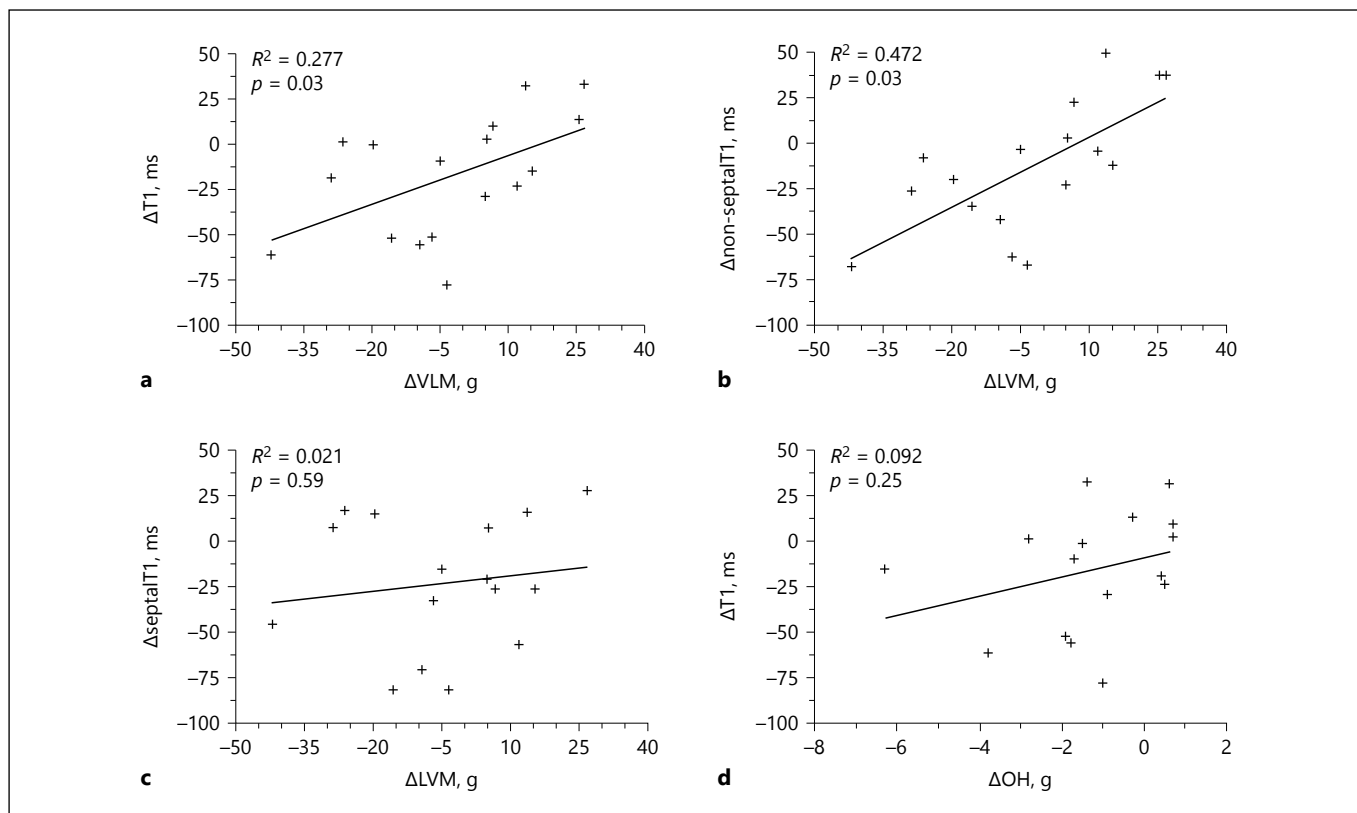 R² = 0.277
p = 0.03
50
25
0
–25
–50
–75
–100
ΔT1, ms
–50
–35
–20
–5
10
25
40
ΔVLM, g
a
R² = 0.472
p = 0.03
50
25
0
–25
–50
–75
–100
Δnon-septalT1, ms
–50
–35
–20
–5
10
25
40
ΔLVM, g
b
R² = 0.021
p = 0.59
50
25
0
–25
–50
–75
–100
ΔseptalT1, ms
–50
–35
–20
–5
10
25
40
ΔLVM, g
c
R² = 0.092
p = 0.25
50
25
0
–25
–50
–75
–100
ΔT1, ms
–8
–6
–4
–2
0
2
ΔOH, g
d